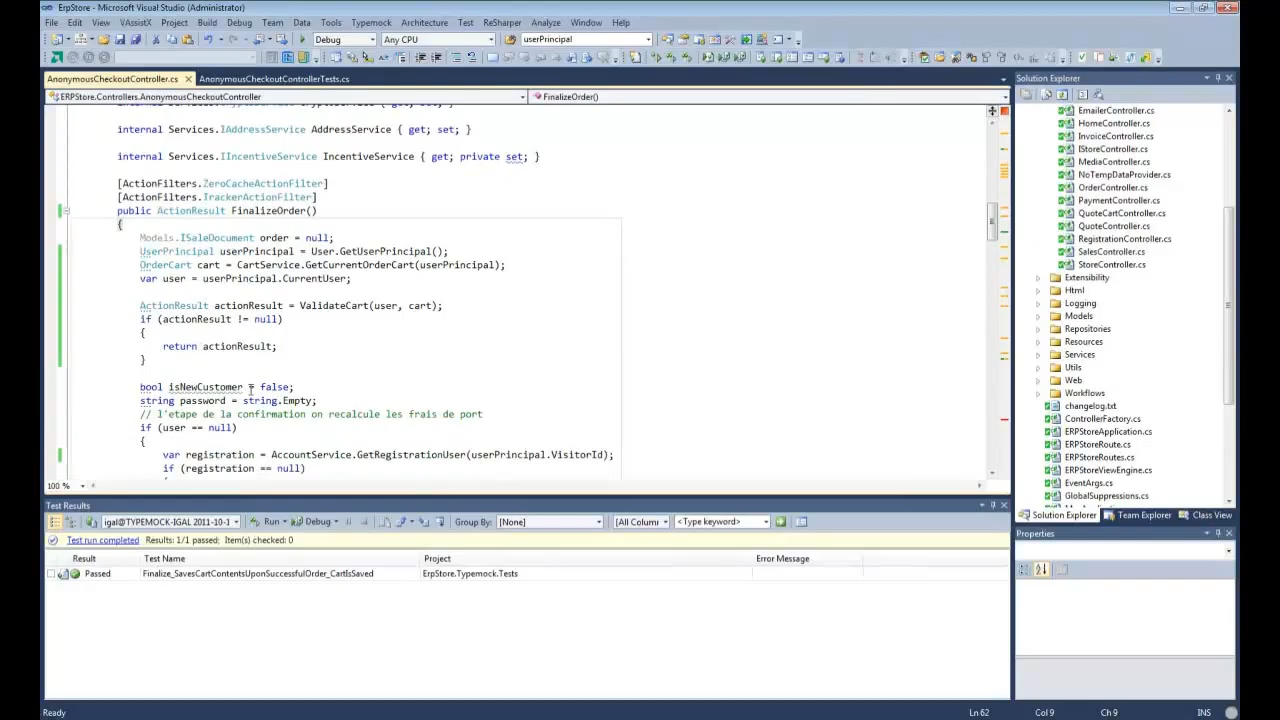 ErpStore - Microsoft Visual Studio (Administrator)
File Edit View VAssistX Project Build Debug Team Data Tools Typemock Architecture Test ReSharper Analyze Window Help
Debug Any CPU userPrincipal
AnonymousCheckoutController.cs AnonymousCheckoutControllerTests.cs
ERPStore.Controllers.AnonymousCheckoutController FinalizeOrder()
internal Services.IAddressService AddressService { get; set; }
internal Services.IIncentiveService IncentiveService { get; private set; }
[ActionFilters.ZeroCacheActionFilter]
[ActionFilters.TrackerActionFilter]
public ActionResult FinalizeOrder()
{
Models.ISaleDocument order = null;
UserPrincipal userPrincipal = User.GetUserPrincipal();
OrderCart cart = CartService.GetCurrentOrderCart(userPrincipal);
var user = userPrincipal.CurrentUser;
ActionResult actionResult = ValidateCart(user, cart);
if (actionResult != null)
{
return actionResult;
}
bool isNewCustomer = false;
string password = string.Empty;
// l'etape de la confirmation on recalcule les frais de port
if (user == null)
{
var registration = AccountService.GetRegistrationUser(userPrincipal.VisitorId);
if (registration == null)
100 %
Solution Explorer
EmailerController.cs
HomeController.cs
InvoiceController.cs
IStoreController.cs
MediaController.cs
NoTempDataProvider.cs
OrderController.cs
PaymentController.cs
QuoteCartController.cs
QuoteController.cs
RegistrationController.cs
SalesController.cs
StoreController.cs
Extensibility
Html
Logging
Models
Repositories
Resources
Services
Utils
Web
Workflows
changelog.txt
ControllerFactory.cs
ERPStoreApplication.cs
ERPStoreRoute.cs
ERPStoreRoutes.cs
ERPStoreViewEngine.cs
EventArgs.cs
GlobalSuppressions.cs
Solution Explorer Team Explorer Class View
Properties
Test Results
igal@TYPEMOCK-IGAL 2011-10-1 Run Debug Group By: [None] [All Colum <Type keyword>
Test run completed Results: 1/1 passed; Item(s) checked: 0
Result Test Name Project Error Message
Passed Finalize_SavesCartContentsUponSuccessfulOrder_CartIsSaved ErpStore.Typemock.Tests
Ready Ln 62 Col 9 Ch 9 INS